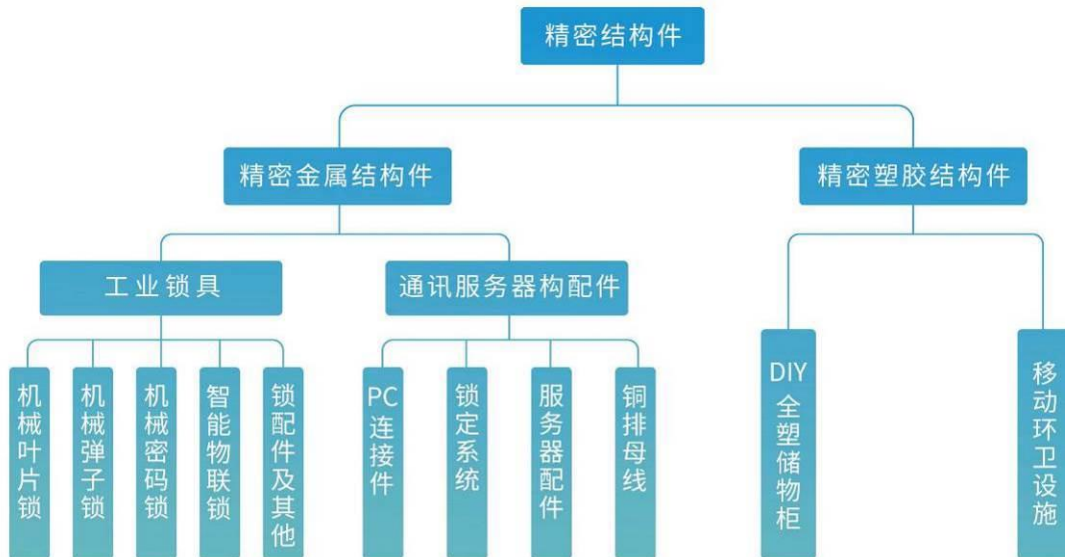 精密结构件
精密金属结构件
精密塑胶结构件
工业锁具
通讯服务器构配件
机械叶片锁
机械弹子锁
机械密码锁
智能物联锁
锁配件及其他
PC连接件
锁定系统
服务器配件
铜排母线
DIY全塑储物柜
移动环卫设施